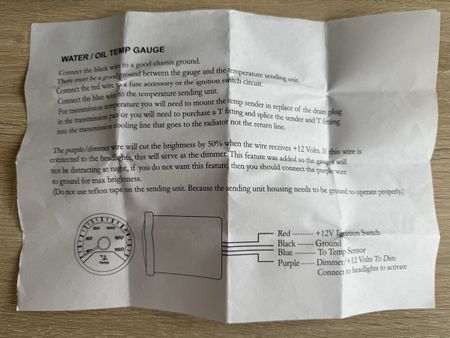 WATER / OIL TEMP GAUGE
Connect the black wire to a good chassis ground.
There must be a good ground between the gauge and the temperature sending unit.
Connect the red wire to a fuse accessory or the ignition switch circuit.
Connect the blue wire to the temperature sending unit.
For transmission temperature you will need to mount the temp sender in replace of the drain plug
in the transmission pan or you will need to purchase a T fitting and splice the sender and T fitting
into the transmission cooling line that goes to the radiator not the return line.
The purple/dimmer wire will cut the brightness by 50% when the wire receives +12 Volts. If this wire is
connected to the headlights, this will serve as the dimmer. This feature was added so the gauges will
not be distracting at night, if you do not want this feature, then you should connect the purple wire
to ground for max brightness.
(Do not use teflon tape on the sending unit. Because the sending unit housing needs to be ground to operate properly.)
Red -------- +12V Ignition Switch
Black ------ Ground
Blue -------- To Temp Sensor
Purple ----- Dimmer/+12 Volts To Dim
Connect to headlights to activate
Temp